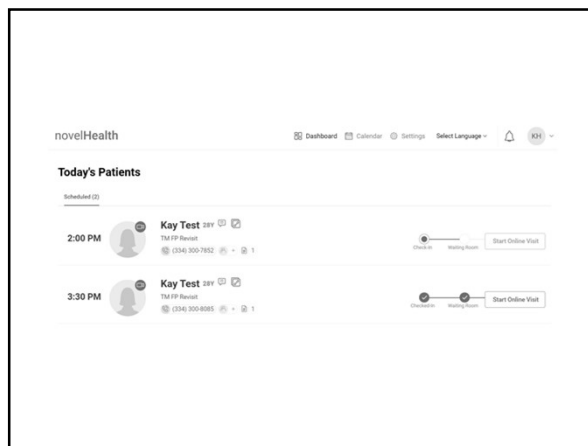 novelHealth
Dashboard Calendar Settings Select Language KH
Today's Patients
Scheduled (2)
2:00 PM
Kay Test 28Y
TM FP Revisit
(334) 300-7852 1
Check-In Waiting Room Start Online Visit
3:30 PM
Kay Test 28Y
TM FP Revisit
(334) 300-8085 1
Checked-In Waiting Room Start Online Visit